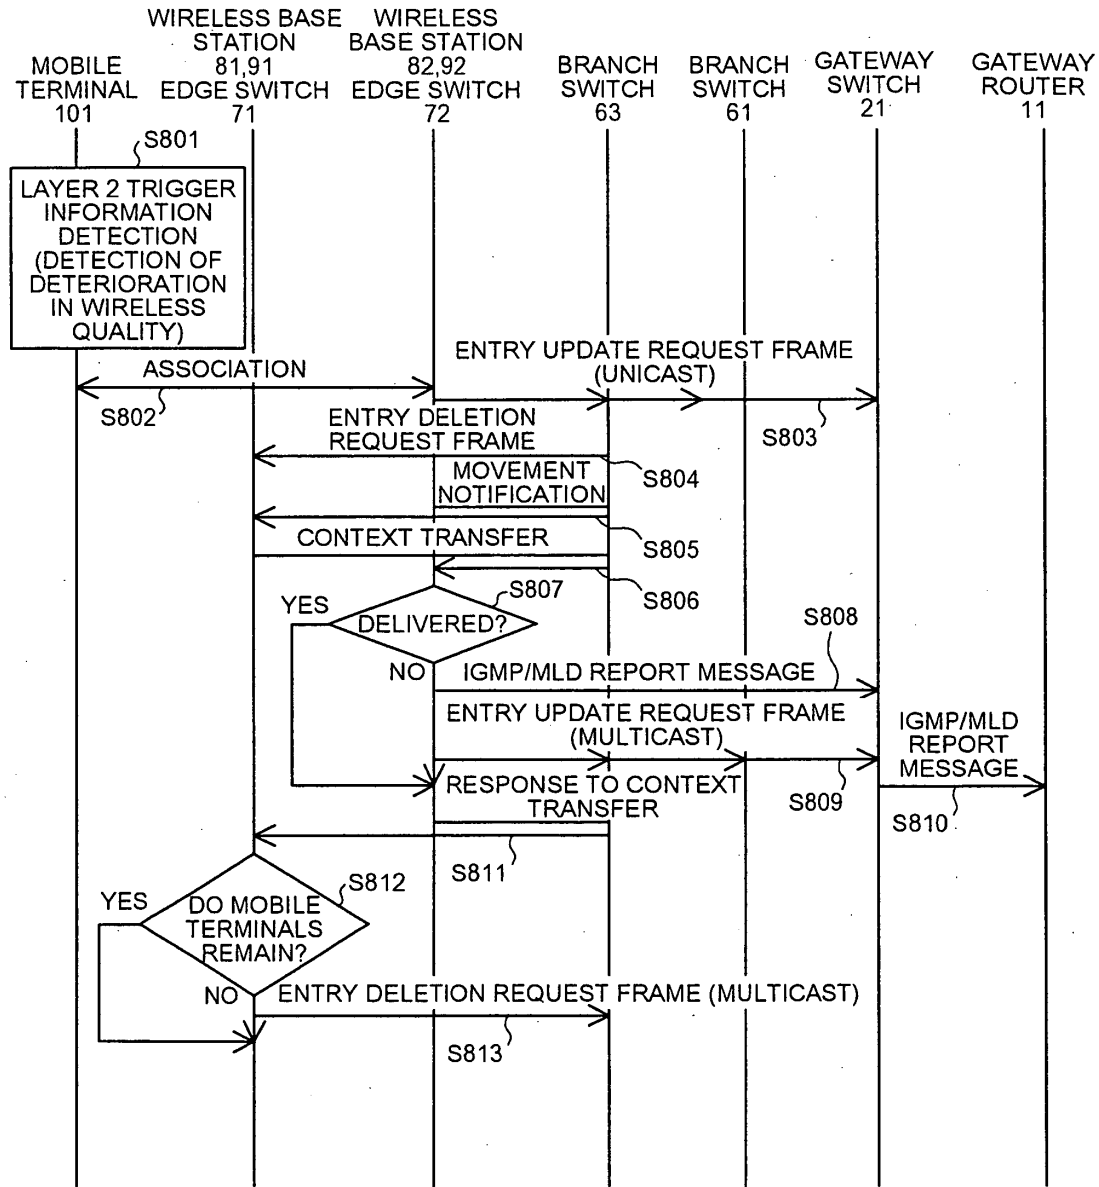 MOBILE
TERMINAL
101
WIRELESS BASE
STATION
81,91
EDGE SWITCH
71
WIRELESS
BASE STATION
82,92
EDGE SWITCH
72
BRANCH
SWITCH
63
BRANCH
SWITCH
61
GATEWAY
SWITCH
21
GATEWAY
ROUTER
11
S801
LAYER 2 TRIGGER
INFORMATION
DETECTION
(DETECTION OF
DETERIORATION
IN WIRELESS
QUALITY)
ASSOCIATION
S802
ENTRY UPDATE REQUEST FRAME
(UNICAST)
S803
ENTRY DELETION
REQUEST FRAME
S804
MOVEMENT
NOTIFICATION
S805
CONTEXT TRANSFER
S806
S807
YES
DELIVERED?
NO
S808
IGMP/MLD REPORT MESSAGE
ENTRY UPDATE REQUEST FRAME
(MULTICAST)
S809
IGMP/MLD
REPORT
MESSAGE
S810
RESPONSE TO CONTEXT
TRANSFER
S811
S812
YES
DO MOBILE
TERMINALS
REMAIN?
NO
ENTRY DELETION REQUEST FRAME (MULTICAST)
S813